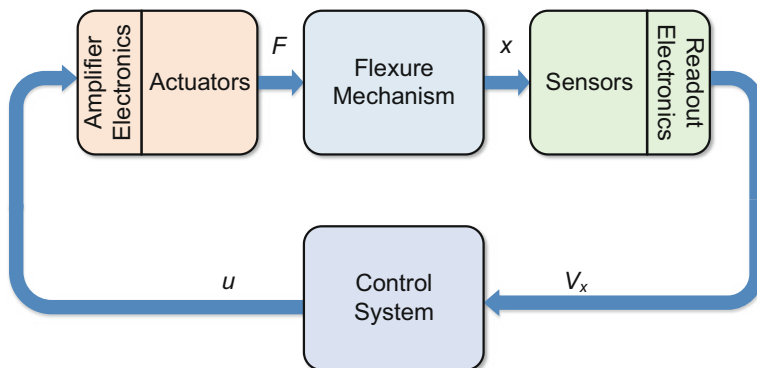 Amplifier
Electronics
Actuators
F
Flexure
Mechanism
x
Sensors
Readout
Electronics
u
Control
System
Vx